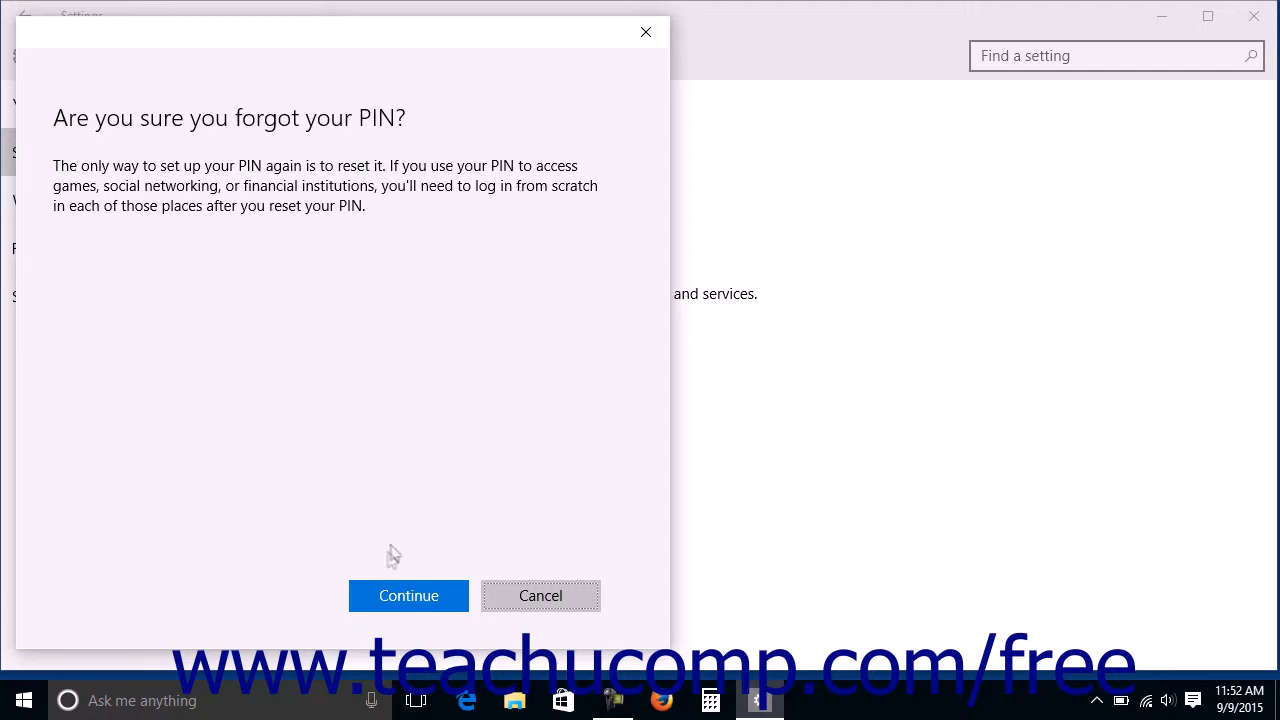 Settings
Find a setting
Are you sure you forgot your PIN?
The only way to set up your PIN again is to reset it. If you use your PIN to access
games, social networking, or financial institutions, you'll need to log in from scratch
in each of those places after you reset your PIN.
and services.
Continue
Cancel
www.teachucomp.com/free
Ask me anything
11:52 AM
9/9/2015